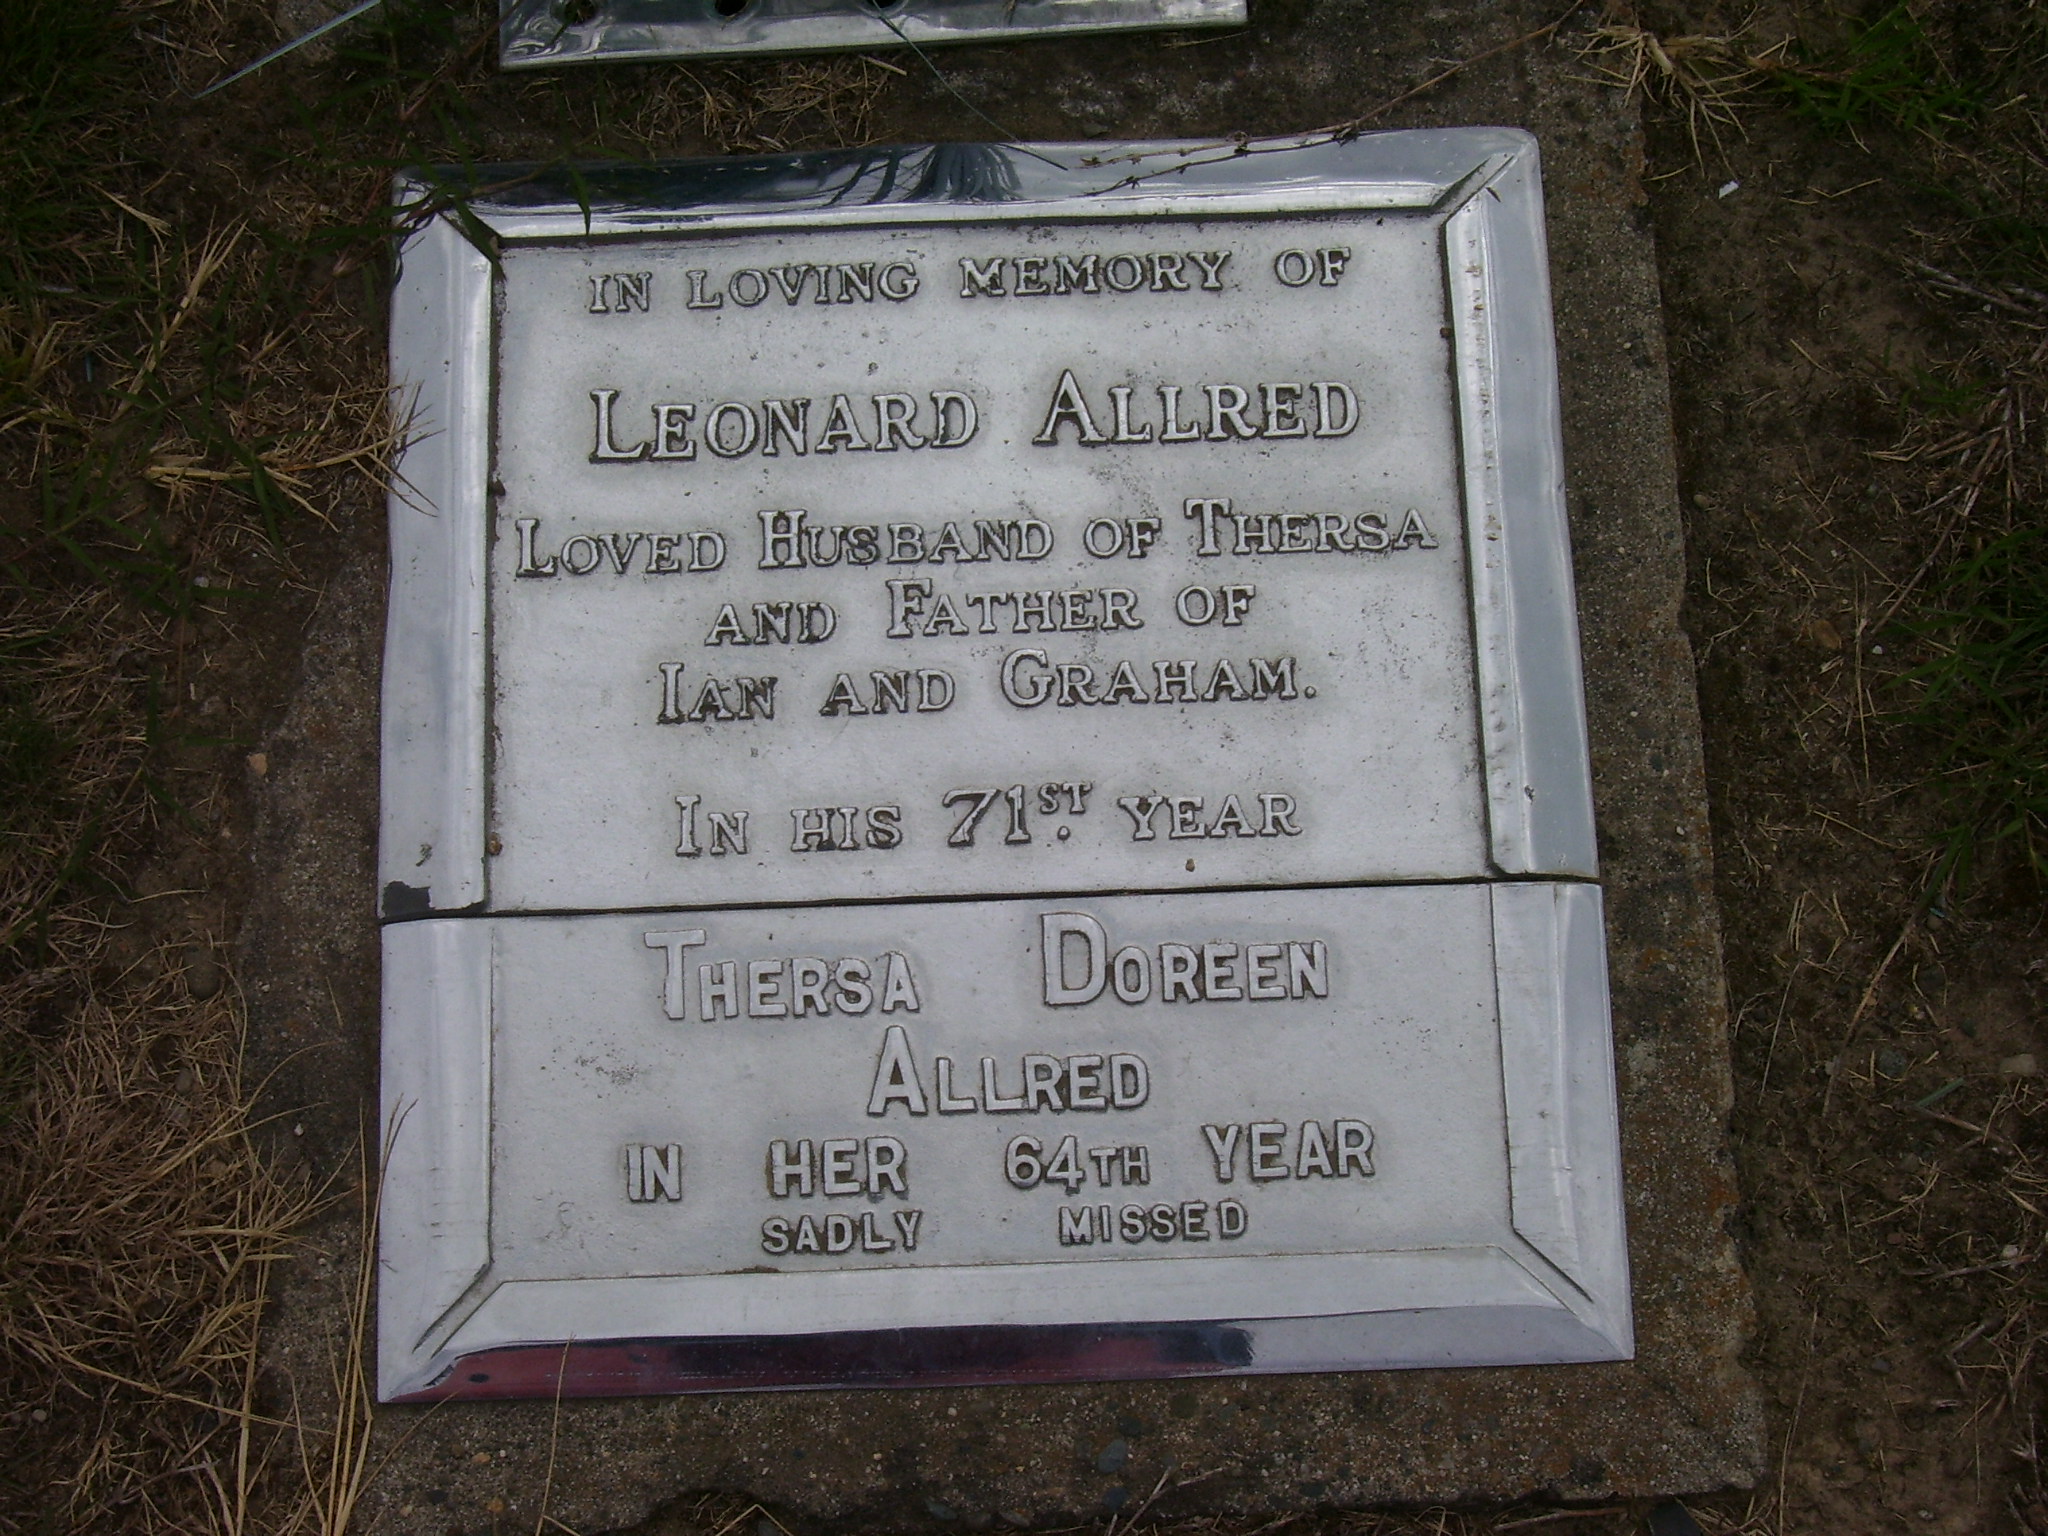 IN LOVING MEMORY OF
LEONARD ALLRED
LOVED HUSBAND OF THERSA
AND FATHER OF
IAN AND GRAHAM.
IN HIS 71ST. YEAR
THERSA DOREEN
ALLRED
IN HER 64TH YEAR
SADLY MISSED